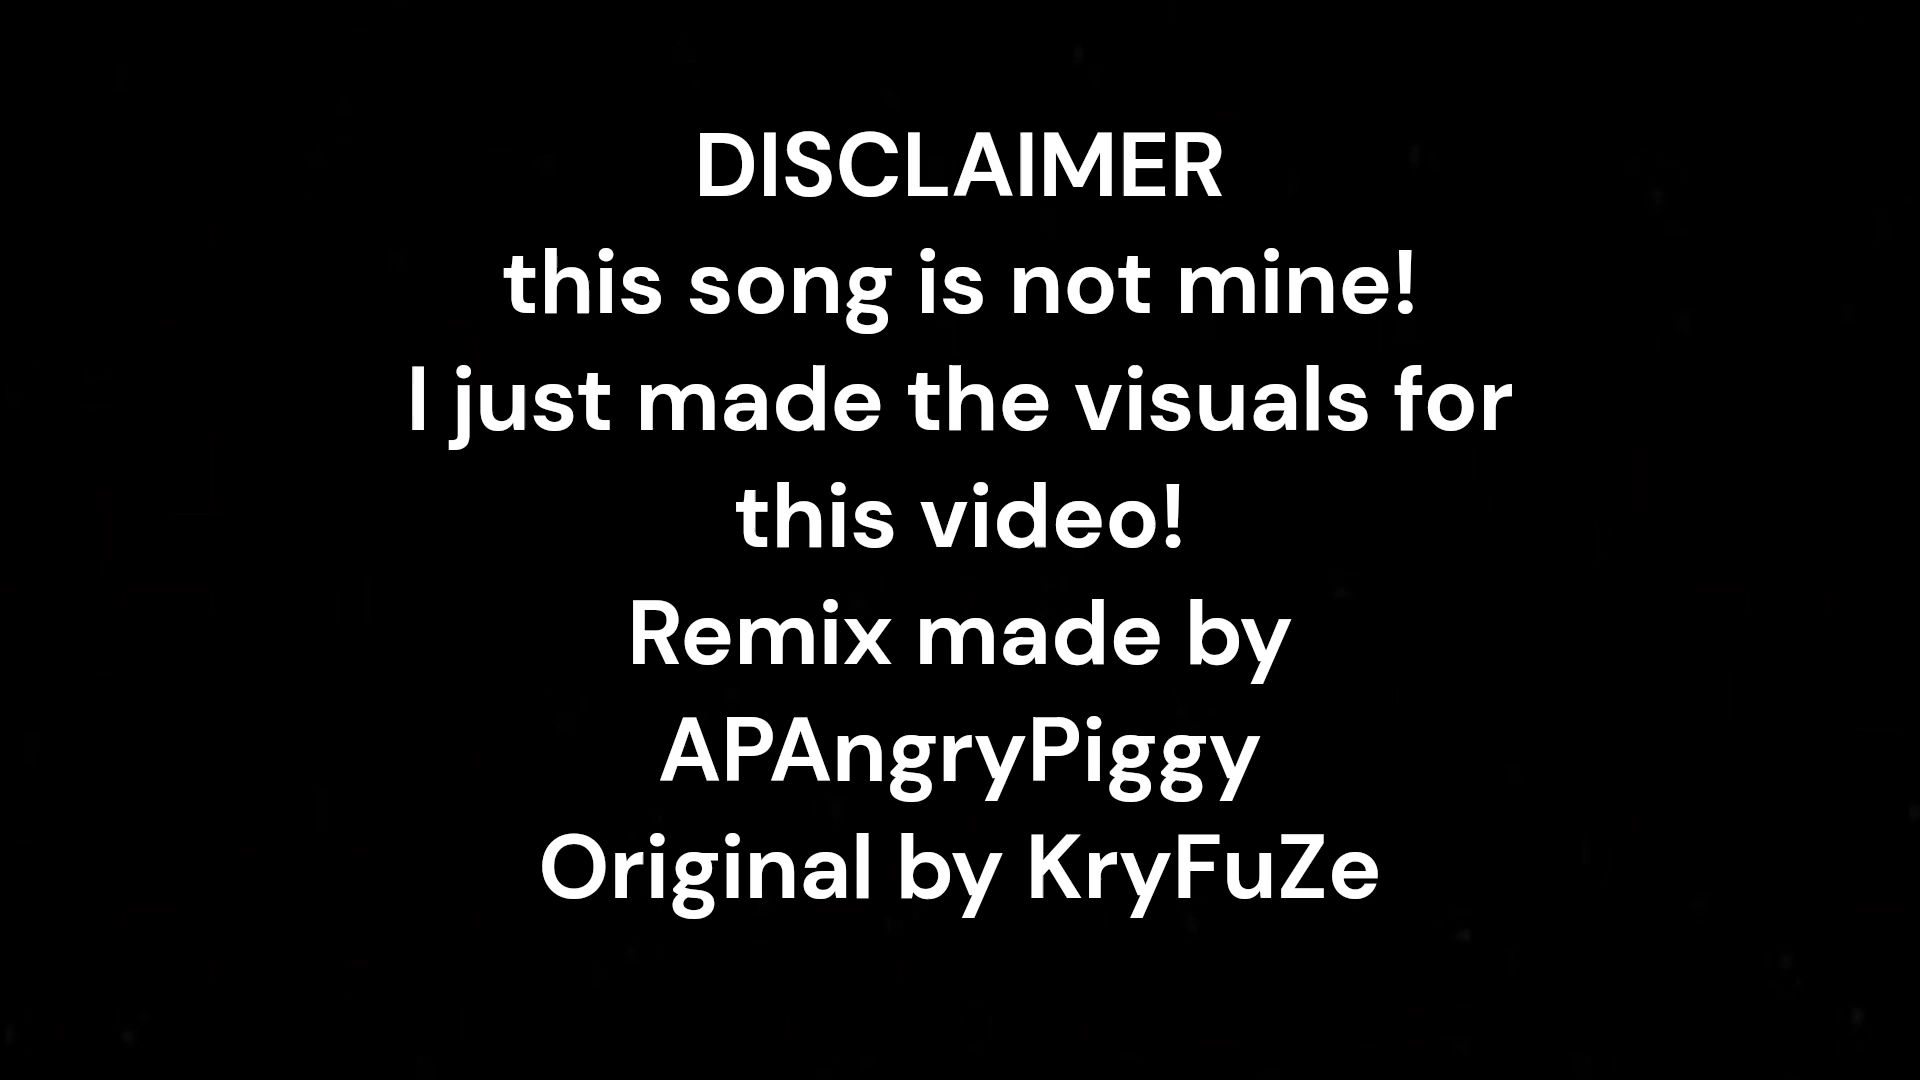 DISCLAIMER
this song is not mine!
I just made the visuals for
this video!
Remix made by
APAngryPiggy
Original by KryFuZe